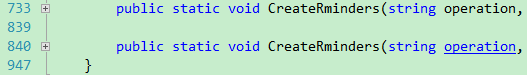 733 public static void CreateRminders(string operation,
839
840 public static void CreateRminders(string operation,
947 }